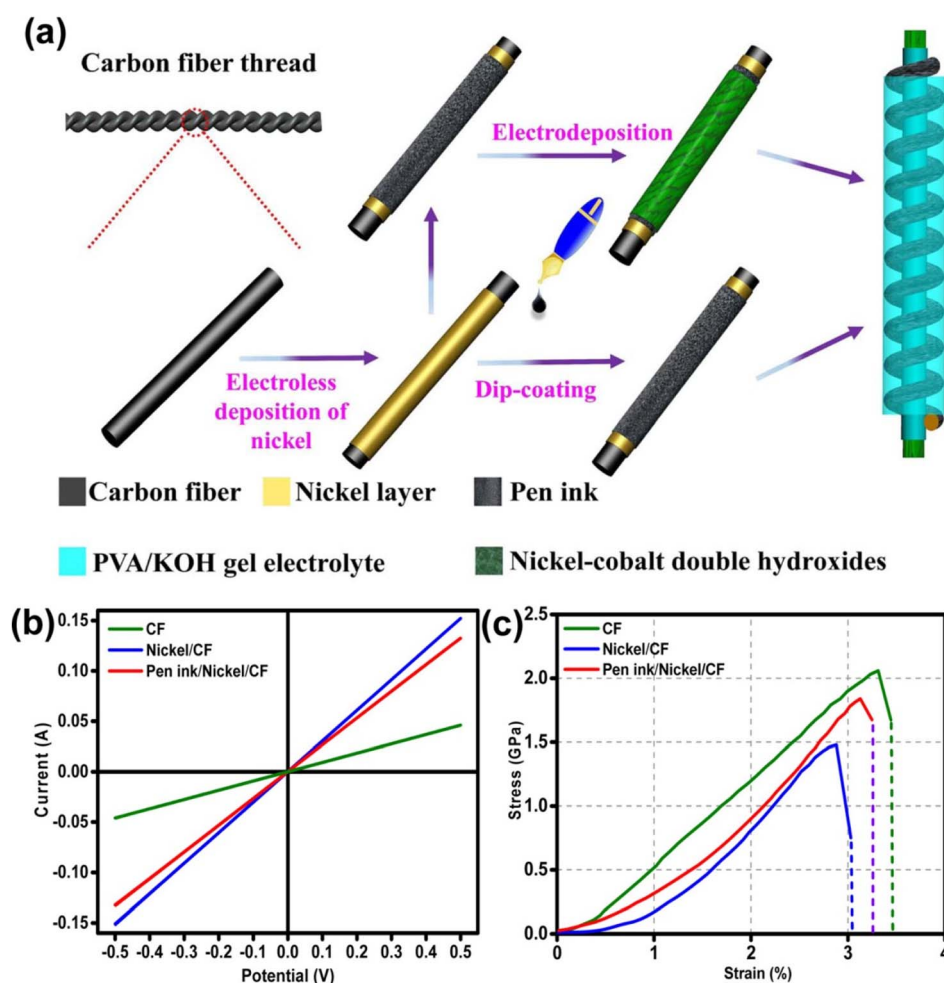 (a)
Carbon fiber thread
Electrodeposition
Electroless
deposition of
nickel
Dip-coating
Carbon fiber
Nickel layer
Pen ink
PVA/KOH gel electrolyte
Nickel-cobalt double hydroxides
(b)
CF
Nickel/CF
Pen ink/Nickel/CF
0.15
0.10
0.05
0.00
-0.05
-0.10
-0.15
Current (A)
-0.5 -0.4 -0.3 -0.2 -0.1 0.0 0.1 0.2 0.3 0.4 0.5
Potential (V)
(c)
CF
Nickel/CF
Pen ink/Nickel/CF
2.5
2.0
1.5
1.0
0.5
0.0
Stress (GPa)
0 1 2 3 4
Strain (%)